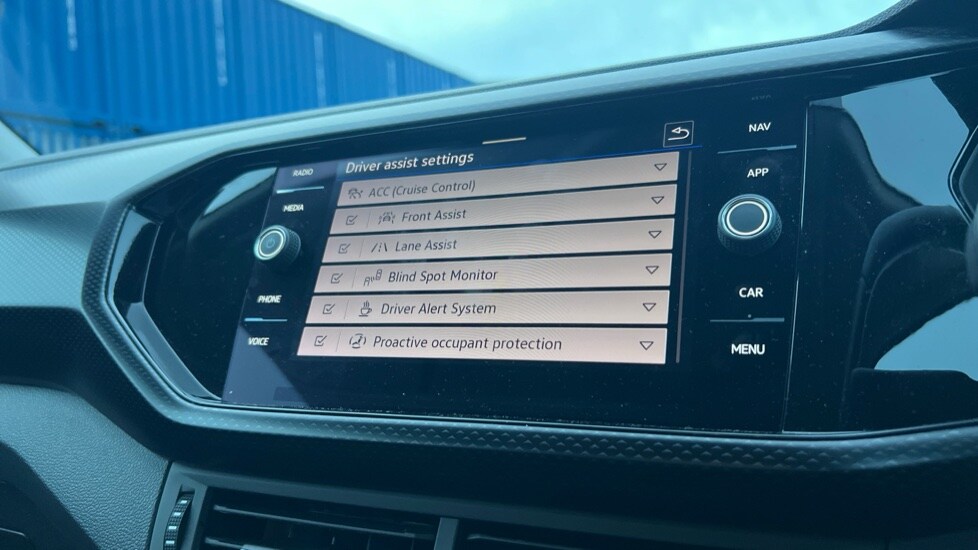 RADIO
MEDIA
PHONE
VOICE
Driver assist settings
ACC (Cruise Control)
Front Assist
Lane Assist
Blind Spot Monitor
Driver Alert System
Proactive occupant protection
NAV
APP
CAR
MENU